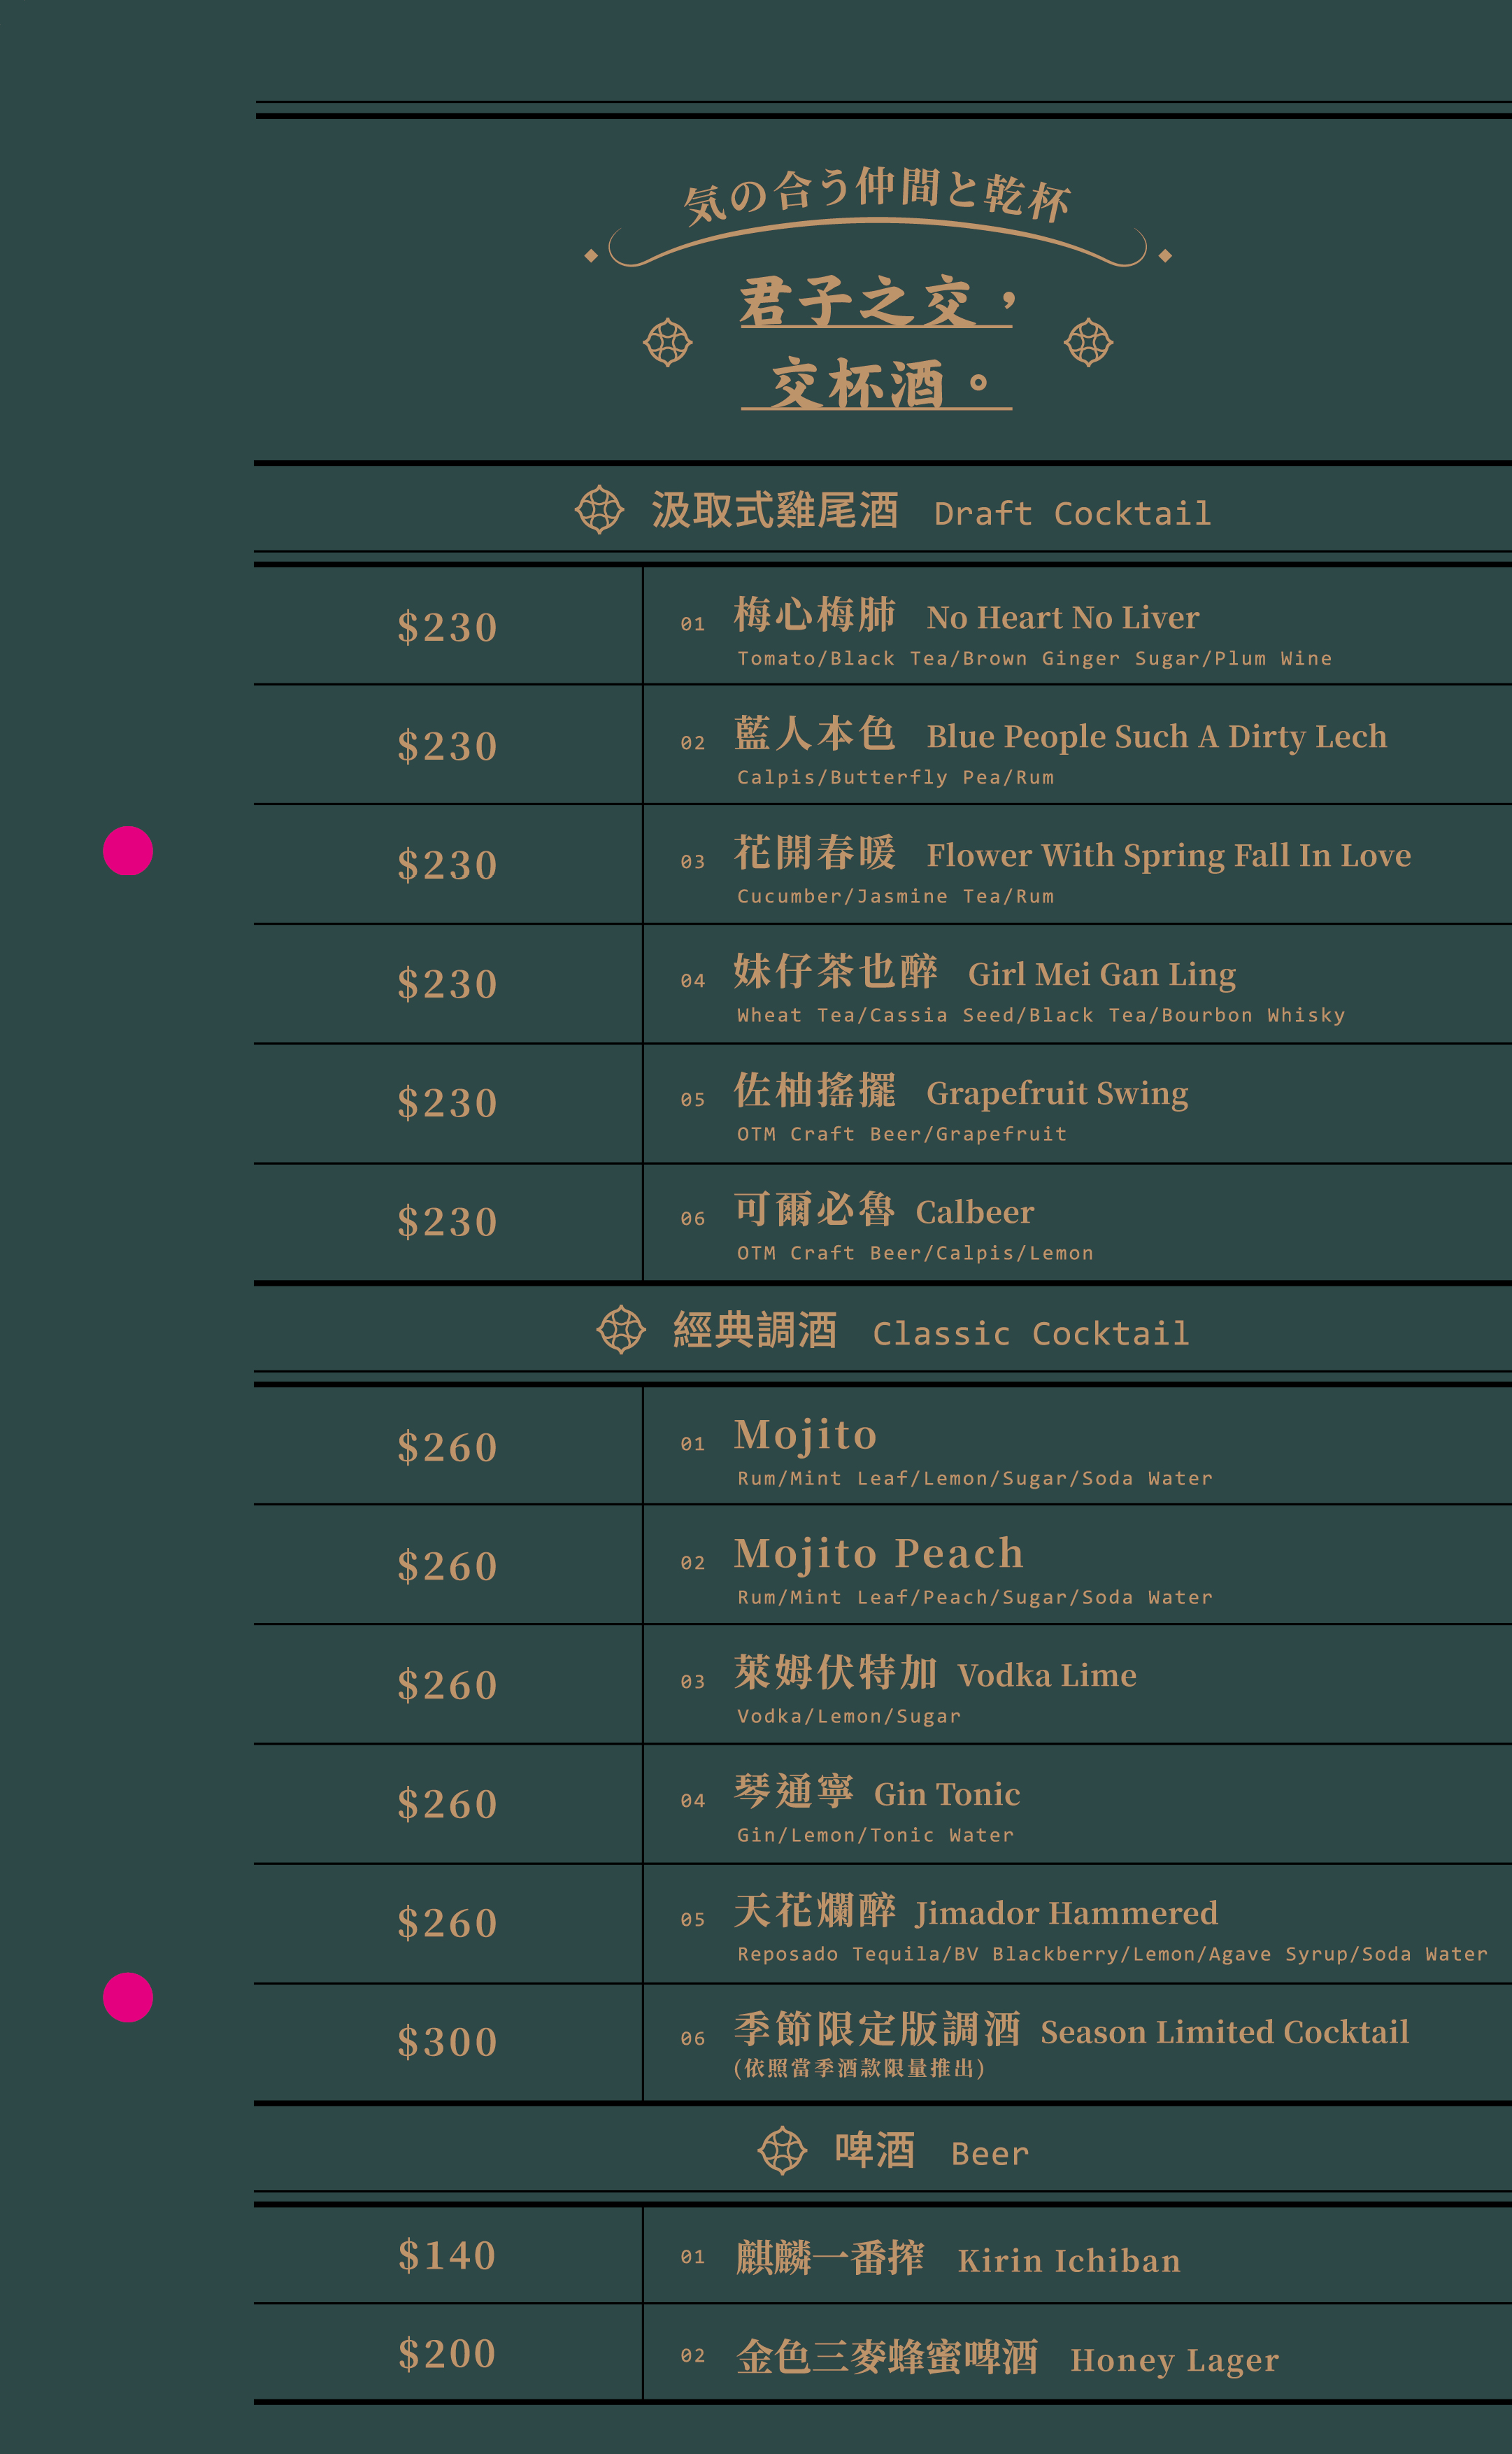 気の合う仲間と乾杯
君子之交，
交杯酒。
汲取式雞尾酒 Draft Cocktail
$230 01 梅心梅肺 No Heart No Liver
Tomato/Black Tea/Brown Ginger Sugar/Plum Wine
$230 02 藍人本色 Blue People Such A Dirty Lech
Calpis/Butterfly Pea/Rum
$230 03 花開春暖 Flower With Spring Fall In Love
Cucumber/Jasmine Tea/Rum
$230 04 妹仔茶也醉 Girl Mei Gan Ling
Wheat Tea/Cassia Seed/Black Tea/Bourbon Whisky
$230 05 佐柚搖擺 Grapefruit Swing
OTM Craft Beer/Grapefruit
$230 06 可爾必魯 Calbeer
OTM Craft Beer/Calpis/Lemon
經典調酒 Classic Cocktail
$260 01 Mojito
Rum/Mint Leaf/Lemon/Sugar/Soda Water
$260 02 Mojito Peach
Rum/Mint Leaf/Peach/Sugar/Soda Water
$260 03 萊姆伏特加 Vodka Lime
Vodka/Lemon/Sugar
$260 04 琴通寧 Gin Tonic
Gin/Lemon/Tonic Water
$260 05 天花爛醉 Jimador Hammered
Reposado Tequila/BV Blackberry/Lemon/Agave Syrup/Soda Water
$300 06 季節限定版調酒 Season Limited Cocktail
(依照當季酒款限量推出)
啤酒 Beer
$140 01 麒麟一番搾 Kirin Ichiban
$200 02 金色三麥蜂蜜啤酒 Honey Lager